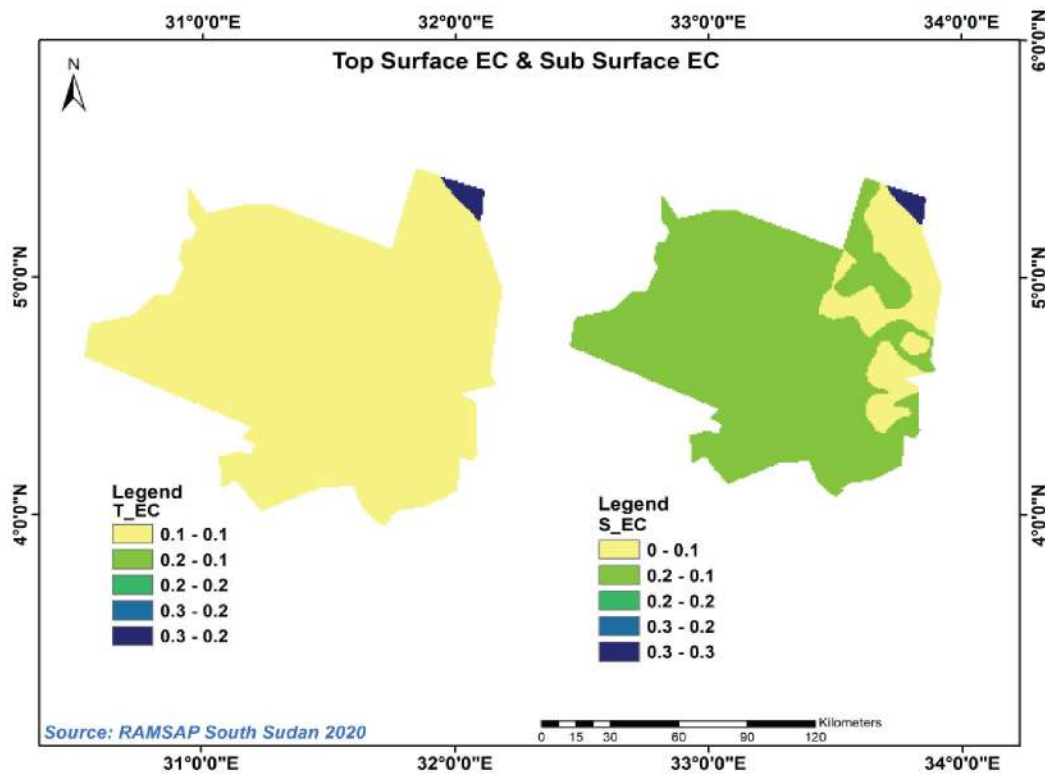 31°0'0"E 32°0'0"E 33°0'0"E 34°0'0"E
6°0'0"N
Top Surface EC & Sub Surface EC
N
5°0'0"N 5°0'0"N
4°0'0"N 4°0'0"N
Legend
T_EC
0.1 - 0.1
0.2 - 0.1
0.2 - 0.2
0.3 - 0.2
0.3 - 0.2
Legend
S_EC
0 - 0.1
0.2 - 0.1
0.2 - 0.2
0.3 - 0.2
0.3 - 0.3
Source: RAMSAP South Sudan 2020
Kilometers
0 15 30 60 90 120
31°0'0"E 32°0'0"E 33°0'0"E 34°0'0"E